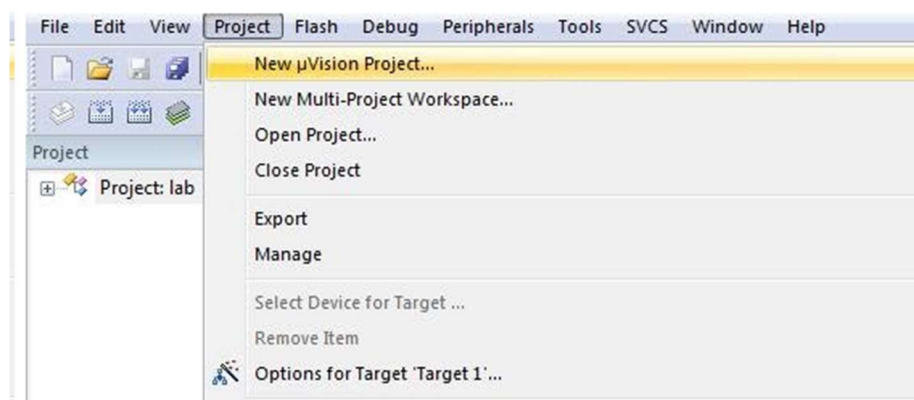 File Edit View Project Flash Debug Peripherals Tools SVCS Window Help
New µVision Project...
New Multi-Project Workspace...
Open Project...
Project
Close Project
Project: lab
Export
Manage
Select Device for Target ...
Remove Item
Options for Target 'Target 1'...